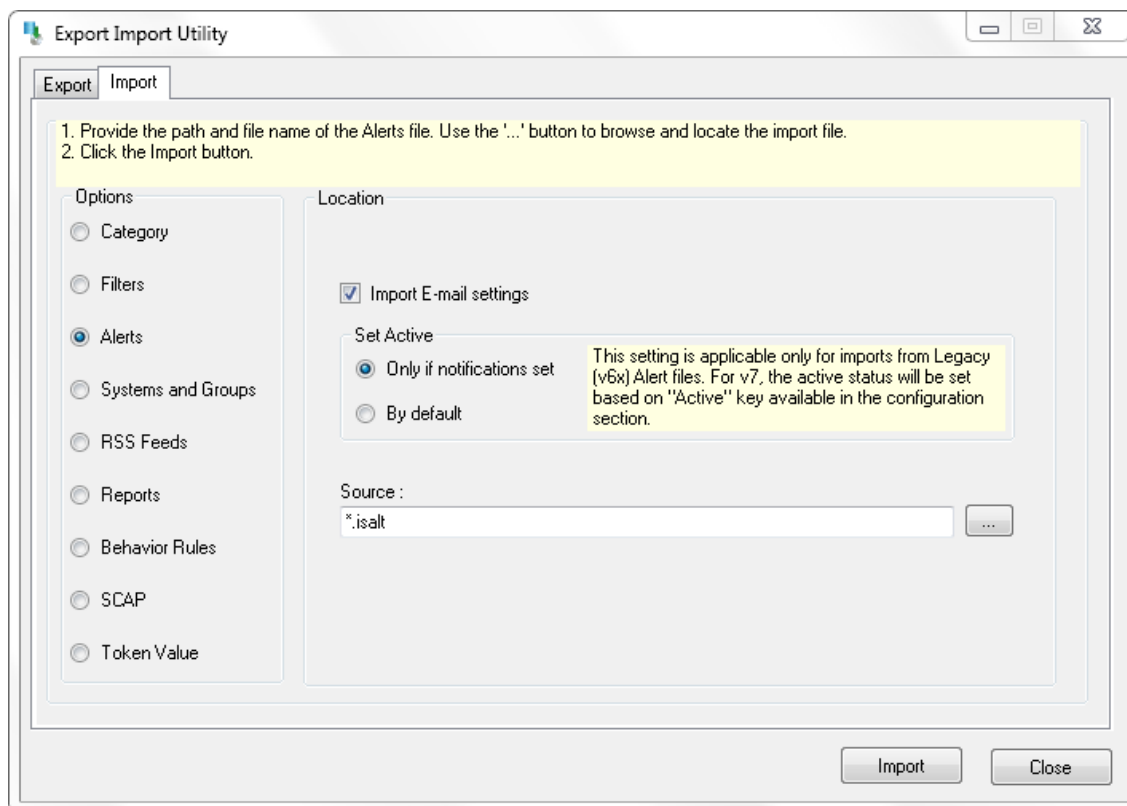 Export Import Utility
Export
Import
1. Provide the path and file name of the Alerts file. Use the '...' button to browse and locate the import file.
2. Click the Import button.
Options
Category
Filters
Alerts
Systems and Groups
RSS Feeds
Reports
Behavior Rules
SCAP
Token Value
Location
Import E-mail settings
Set Active
Only if notifications set
By default
This setting is applicable only for imports from Legacy
(v6x) Alert files. For v7, the active status will be set
based on "Active" key available in the configuration
section.
Source :
*.isalt
...
Import
Close